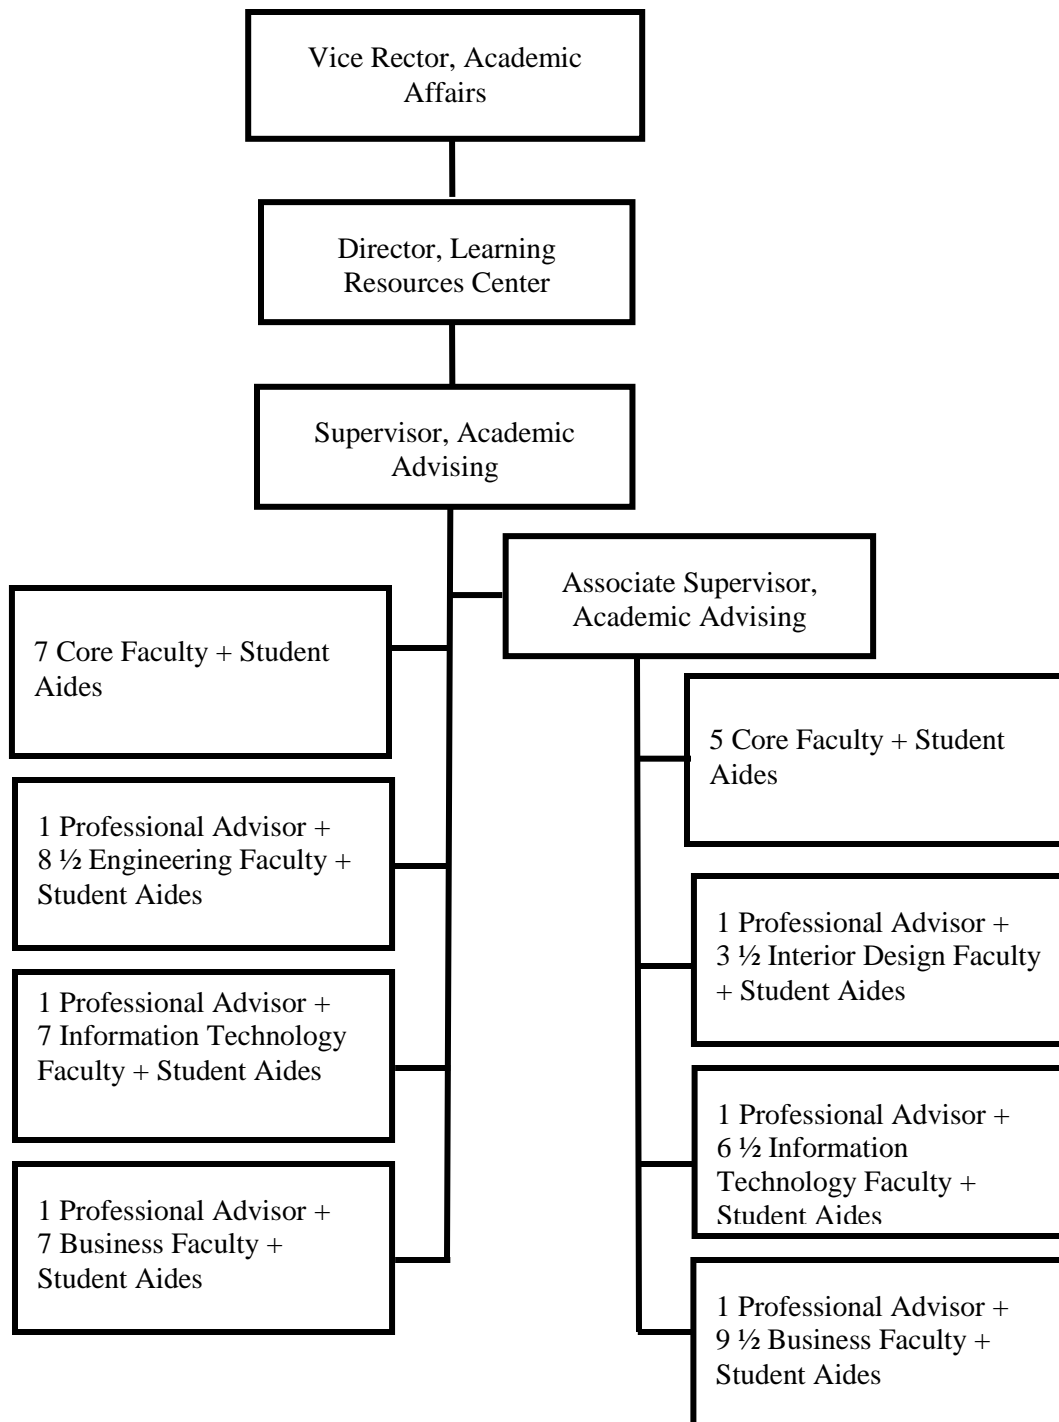 Vice Rector, Academic
Affairs
Director, Learning
Resources Center
Supervisor, Academic
Advising
Associate Supervisor,
Academic Advising
7 Core Faculty + Student
Aides
1 Professional Advisor +
8 ½ Engineering Faculty +
Student Aides
1 Professional Advisor +
7 Information Technology
Faculty + Student Aides
1 Professional Advisor +
7 Business Faculty +
Student Aides
5 Core Faculty + Student
Aides
1 Professional Advisor +
3 ½ Interior Design Faculty
+ Student Aides
1 Professional Advisor +
6 ½ Information
Technology Faculty +
Student Aides
1 Professional Advisor +
9 ½ Business Faculty +
Student Aides